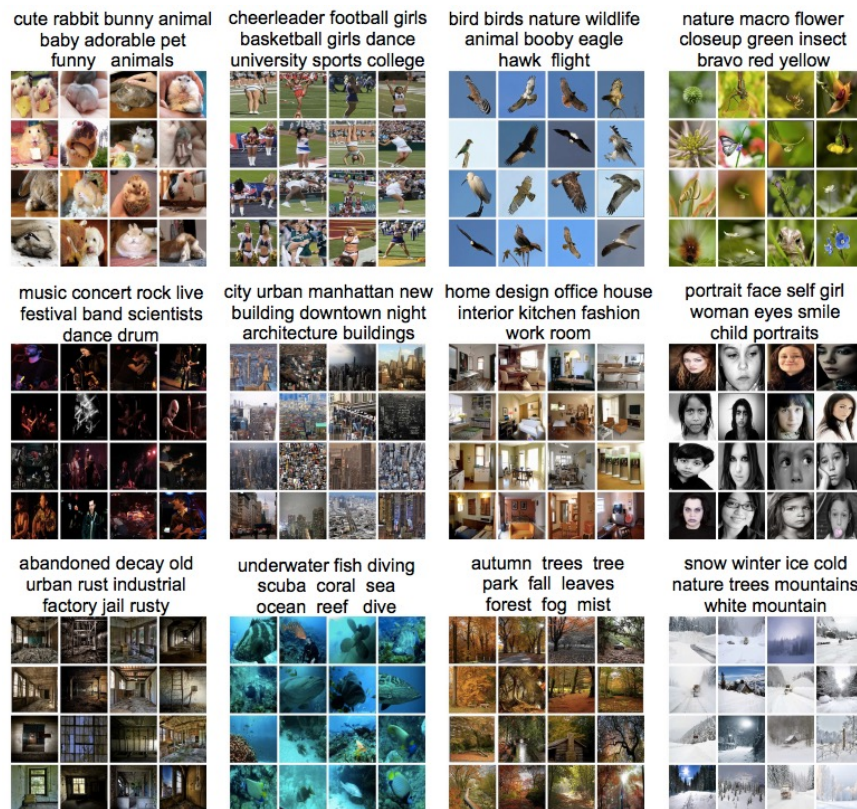 cute rabbit bunny animal
baby adorable pet
funny animals
cheerleader football girls
basketball girls dance
university sports college
bird birds nature wildlife
animal booby eagle
hawk flight
nature macro flower
closeup green insect
bravo red yellow
music concert rock live
festival band scientists
dance drum
city urban manhattan new
building downtown night
architecture buildings
home design office house
interior kitchen fashion
work room
portrait face self girl
woman eyes smile
child portraits
abandoned decay old
urban rust industrial
factory jail rusty
underwater fish diving
scuba coral sea
ocean reef dive
autumn trees tree
park fall leaves
forest fog mist
snow winter ice cold
nature trees mountains
white mountain